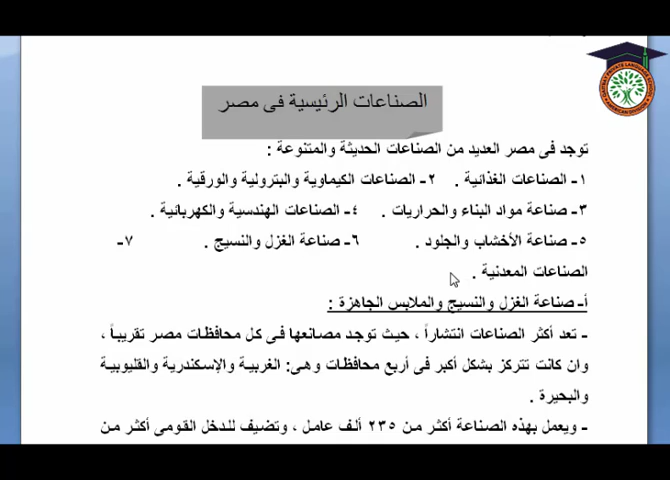 الصناعات الرئيسية فى مصر
توجد فى مصر العديد من الصناعات الحديثة والمتنوعة :
١- الصناعات الغذائية . ٢- الصناعات الكيماوية والبترولية والورقية .
٣- صناعة مواد البناء والحراريات . ٤- الصناعات الهندسية والكهربائية .
٥- صناعة الأخشاب والجلود . ٦- صناعة الغزل والنسيج . ٧-
الصناعات المعدنية .
أ- صناعة الغزل والنسيج والملابس الجاهزة :
- تعد أكثر الصناعات انتشاراً ، حيث توجد مصانعها فى كل محافظات مصر تقريباً ،
وان كانت تتركز بشكل أكبر فى أربع محافظات وهى: الغربية والإسكندرية والقليوبية
والبحيرة .
- ويعمل بهذه الصناعة أكثر من ٢٣٥ ألف عامل ، وتضيف للدخل القومى أكثر من